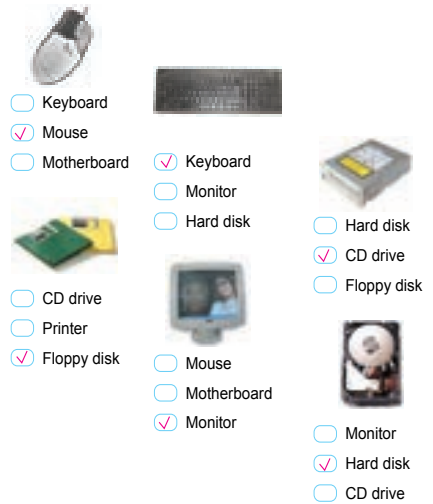 Keyboard
Mouse
Motherboard
CD drive
Printer
Floppy disk
Keyboard
Monitor
Hard disk
Mouse
Motherboard
Monitor
Hard disk
CD drive
Floppy disk
Monitor
Hard disk
CD drive